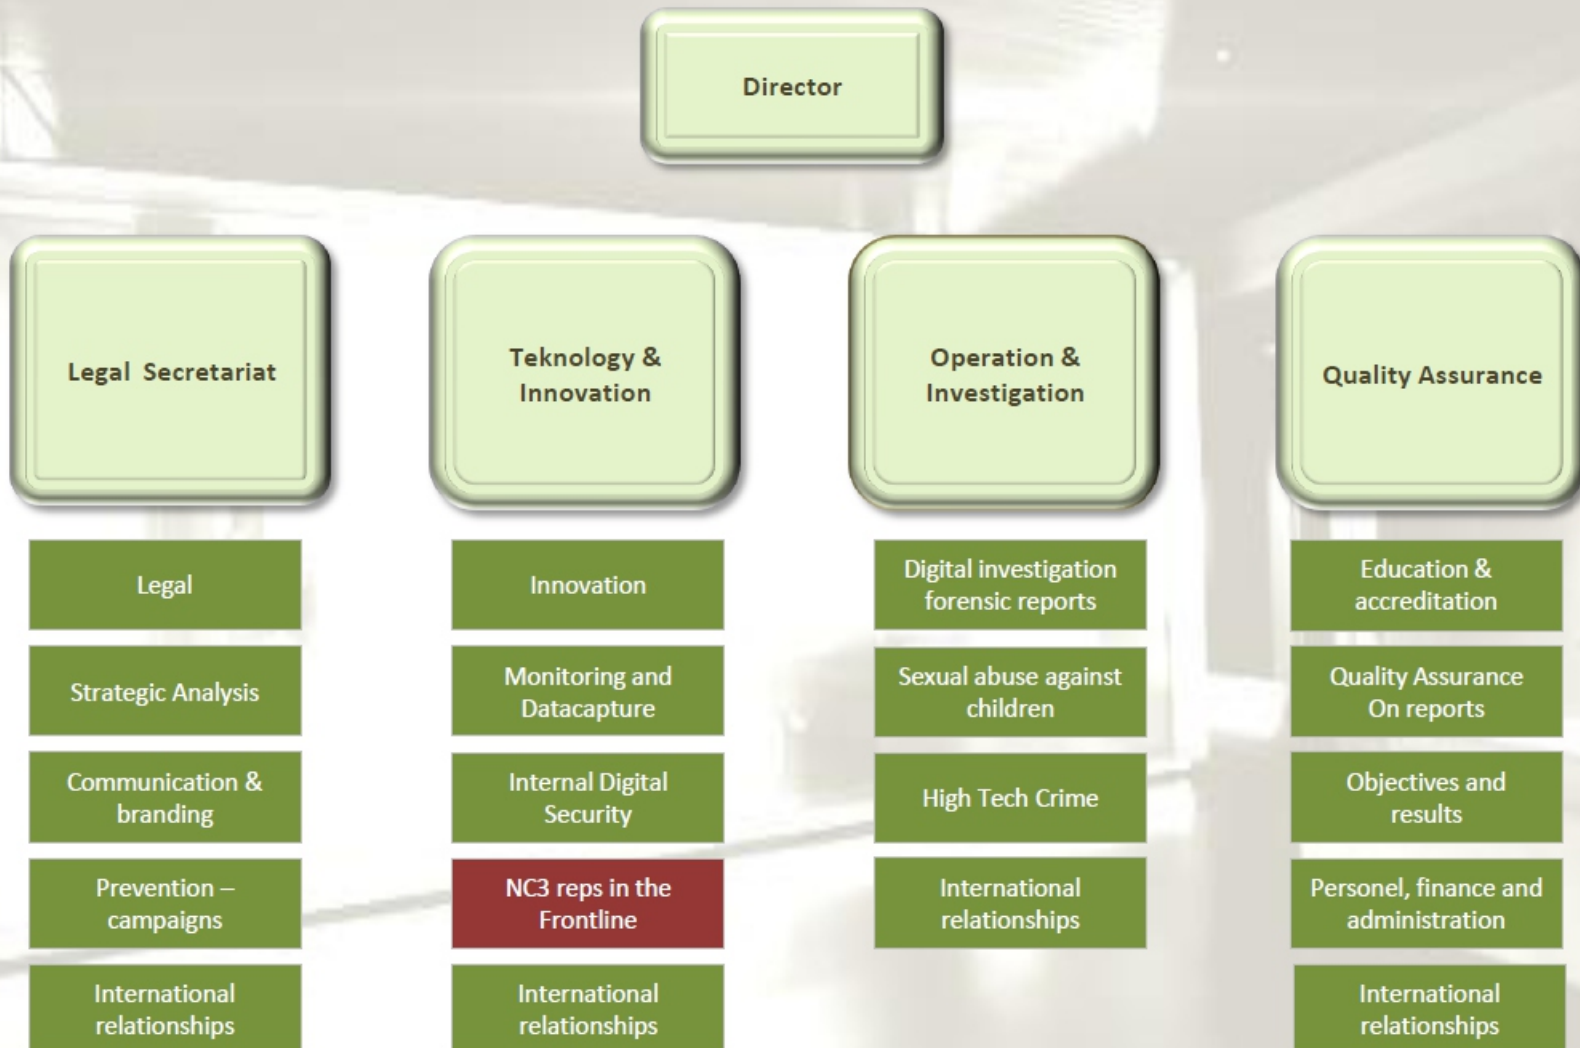 Director
Legal Secretariat
Teknology &
Innovation
Operation &
Investigation
Quality Assurance
Legal
Strategic Analysis
Communication &
branding
Prevention –
campaigns
International
relationships
Innovation
Monitoring and
Datacapture
Internal Digital
Security
NC3 reps in the
Frontline
International
relationships
Digital investigation
forensic reports
Sexual abuse against
children
High Tech Crime
International
relationships
Education &
accreditation
Quality Assurance
On reports
Objectives and
results
Personel, finance and
administration
International
relationships